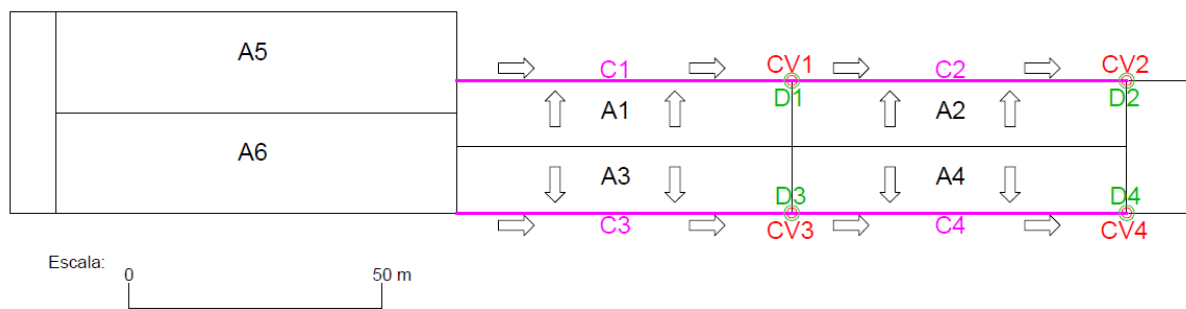 A5
C1 CV1 C2 CV2
A1 D1 A2 D2
A6
A3 D3 A4 D4
C3 CV3 C4 CV4
Escala: 0 50 m